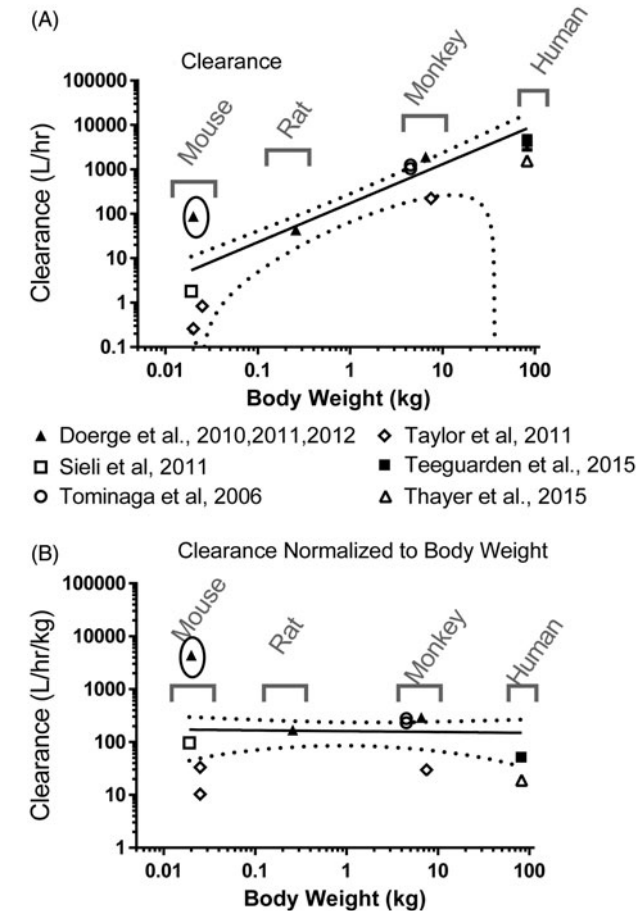 (A)
Clearance
Mouse
Rat
Monkey
Human
Clearance (L/hr)
100000
10000
1000
100
10
1
0.1
0.01 0.1 1 10 100
Body Weight (kg)
▲ Doerge et al., 2010,2011,2012 ◇ Taylor et al, 2011
□ Sieli et al, 2011 ■ Teeguarden et al., 2015
○ Tominaga et al, 2006 △ Thayer et al., 2015
(B)
Clearance Normalized to Body Weight
Mouse
Rat
Monkey
Human
Clearance (L/hr/kg)
100000
10000
1000
100
10
1
0.01 0.1 1 10 100
Body Weight (kg)